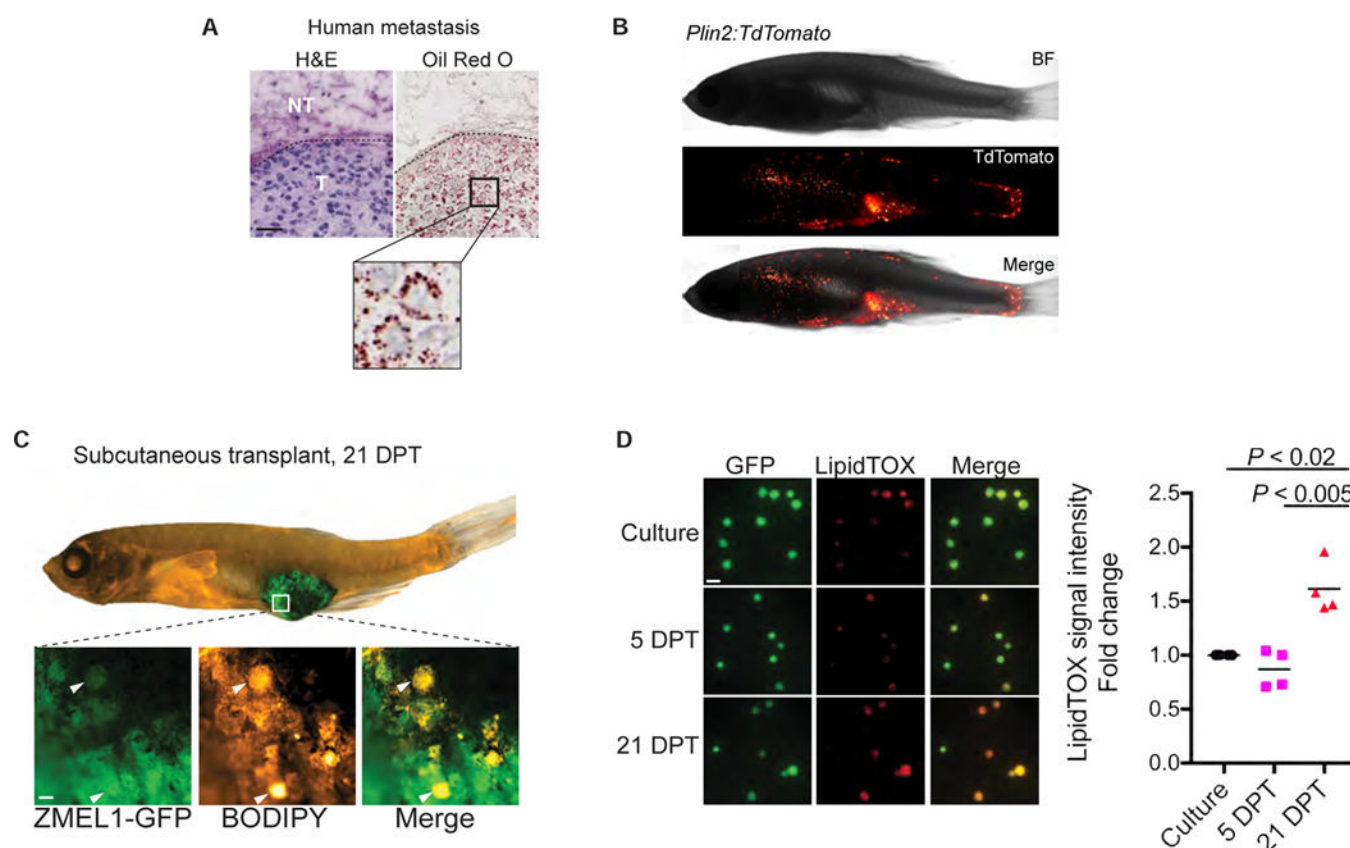 A
Human metastasis
H&E
Oil Red O
NT
T
B
Plin2:TdTomato
BF
TdTomato
Merge
C
Subcutaneous transplant, 21 DPT
ZMEL1-GFP
BODIPY
Merge
D
GFP
LipidTOX
Merge
Culture
5 DPT
21 DPT
LipidTOX signal intensity
Fold change
P < 0.02
P < 0.005
2.5
2.0
1.5
1.0
0.5
0.0
Culture
5 DPT
21 DPT